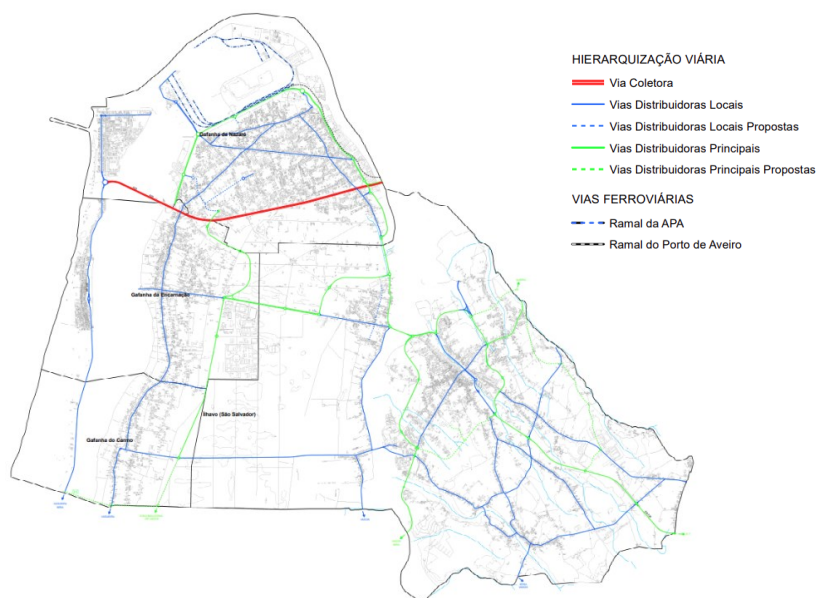 HIERARQUIZAÇÃO VIÁRIA
Via Coletora
Vias Distribuidoras Locais
Vias Distribuidoras Locais Propostas
Vias Distribuidoras Principais
Vias Distribuidoras Principais Propostas
VIAS FERROVIÁRIAS
Ramal da APA
Ramal do Porto de Aveiro
Gafanha da Nazaré
Gafanha da Encarnação
Ílhavo (São Salvador)
Gafanha do Carmo